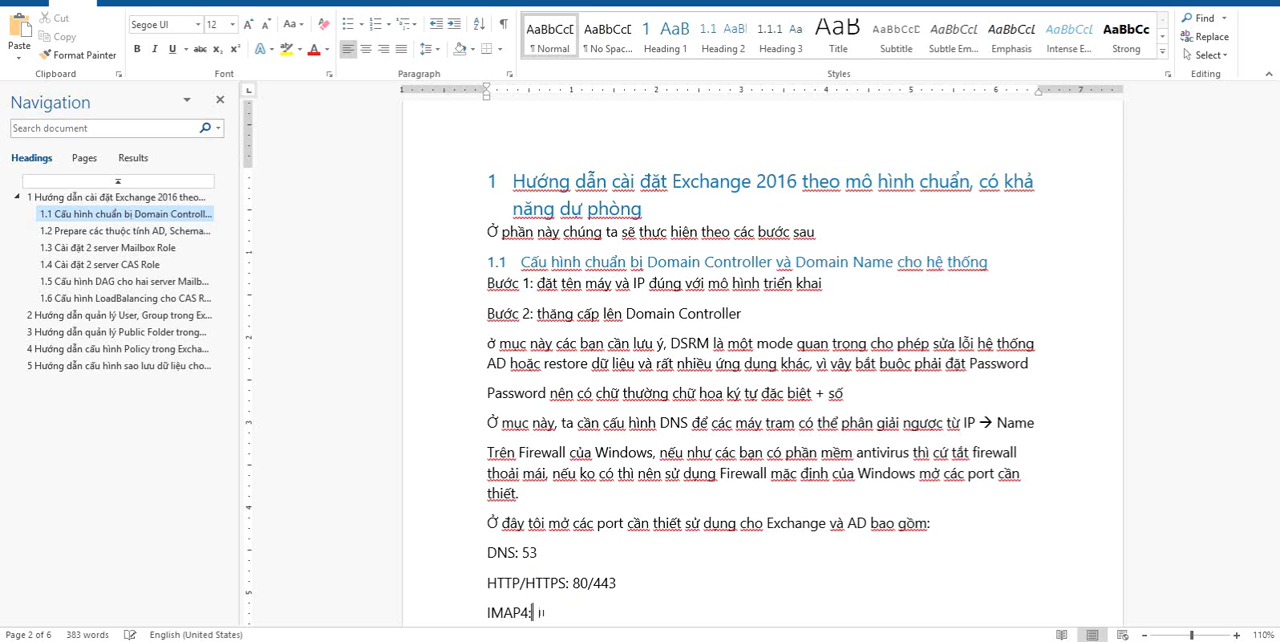 Cut
Copy
Paste
Format Painter
Clipboard
Segoe UI
12
Aa
B I U abc x₂ x²
A
Font
Paragraph
AaBbCcI
¶ Normal
AaBbCcI
¶ No Spac...
1 AaB
Heading 1
1.1 AaBl
Heading 2
1.1.1 Aa
Heading 3
AaB
Title
AaBbCcC
Subtitle
AaBbCcI
Subtle Em...
AaBbCcI
Emphasis
AaBbCcI
Intense E...
AaBbCc
Strong
Styles
Find
Replace
Select
Editing
Navigation
Search document
Headings Pages Results
1 Hướng dẫn cài đặt Exchange 2016 theo...
1.1 Cấu hình chuẩn bị Domain Controll...
1.2 Prepare các thuộc tính AD, Schema...
1.3 Cài đặt 2 server Mailbox Role
1.4 Cài đặt 2 server CAS Role
1.5 Cấu hình DAG cho hai server Mailb...
1.6 Cấu hình LoadBalancing cho CAS R...
2 Hướng dẫn quản lý User, Group trong Ex...
3 Hướng dẫn quản lý Public Folder trong...
4 Hướng dẫn cấu hình Policy trong Excha...
5 Hướng dẫn cấu hình sao lưu dữ liệu cho...
1 1 2 3 4 5 6 7
1 Hướng dẫn cài đặt Exchange 2016 theo mô hình chuẩn, có khả
năng dự phòng
Ở phần này chúng ta sẽ thực hiện theo các bước sau
1.1 Cấu hình chuẩn bị Domain Controller và Domain Name cho hệ thống
Bước 1: đặt tên máy và IP đúng với mô hình triển khai
Bước 2: thăng cấp lên Domain Controller
ở mục này các bạn cần lưu ý, DSRM là một mode quan trọng cho phép sửa lỗi hệ thống
AD hoặc restore dữ liệu và rất nhiều ứng dụng khác, vì vậy bắt buộc phải đặt Password
Password nên có chữ thường chữ hoa ký tự đặc biệt + số
Ở mục này, ta cần cấu hình DNS để các máy trạm có thể phân giải ngược từ IP → Name
Trên Firewall của Windows, nếu như các bạn có phần mềm antivirus thì cứ tắt firewall
thoải mái, nếu ko có thì nên sử dụng Firewall mặc định của Windows mở các port cần
thiết.
Ở đây tôi mở các port cần thiết sử dụng cho Exchange và AD bao gồm:
DNS: 53
HTTP/HTTPS: 80/443
IMAP4:
Page 2 of 6 383 words English (United States) 110%